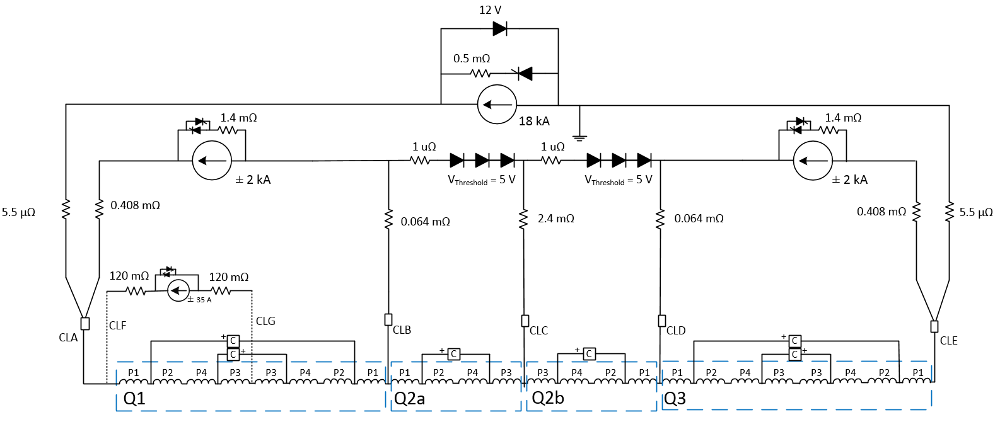 12 V
0.5 mΩ
18 kA
1.4 mΩ
± 2 kA
1 uΩ
VThreshold = 5 V
1 uΩ
VThreshold = 5 V
1.4 mΩ
± 2 kA
5.5 µΩ
0.408 mΩ
0.064 mΩ
2.4 mΩ
0.064 mΩ
0.408 mΩ
5.5 µΩ
120 mΩ
120 mΩ
± 35 A
CLA
CLF
CLG
CLB
CLC
CLD
CLE
+ C
C +
+ C
+ C
+ C
C +
P1 P2 P4 P3 P3 P4 P2 P1
P1 P2 P4 P3
P3 P4 P2 P1
P1 P2 P4 P3 P3 P4 P2 P1
Q1
Q2a
Q2b
Q3